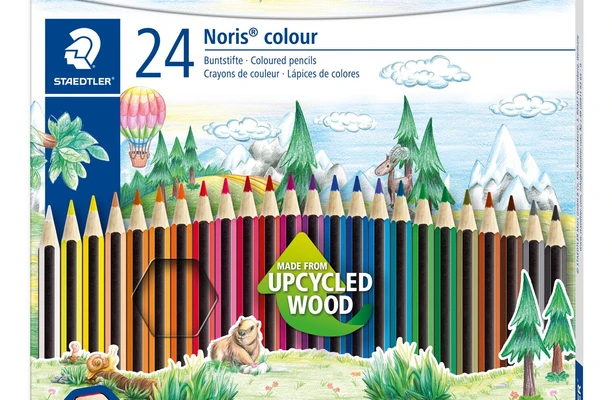 STAEDTLER®
24
Noris® colour
Buntstifte · Coloured pencils
Crayons de couleur · Lápices de colores
MADE FROM
UPCYCLED
WOOD